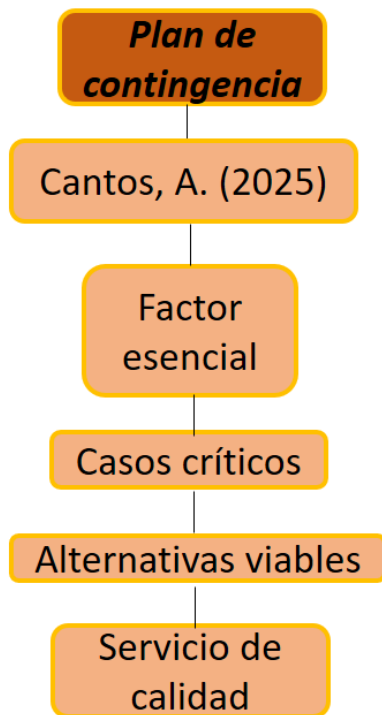 Plan de
contingencia
Cantos, A. (2025)
Factor
esencial
Casos críticos
Alternativas viables
Servicio de
calidad